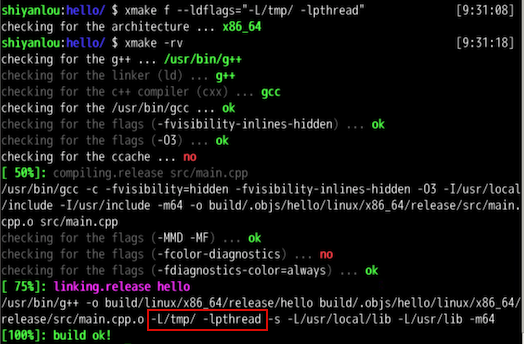 shiyanlou:hello/ $ xmake f --ldflags="-L/tmp/ -lpthread" [9:31:08]
checking for the architecture ... x86_64
shiyanlou:hello/ $ xmake -rv [9:31:18]
checking for the g++ ... /usr/bin/g++
checking for the linker (ld) ... g++
checking for the c++ compiler (cxx) ... gcc
checking for the /usr/bin/gcc ... ok
checking for the flags (-fvisibility-inlines-hidden) ... ok
checking for the flags (-O3) ... ok
checking for the ccache ... no
[ 50%]: compiling.release src/main.cpp
/usr/bin/gcc -c -fvisibility=hidden -fvisibility-inlines-hidden -O3 -I/usr/local
/include -I/usr/include -m64 -o build/.objs/hello/linux/x86_64/release/src/main.
cpp.o src/main.cpp
checking for the flags (-MMD -MF) ... ok
checking for the flags (-fcolor-diagnostics) ... no
checking for the flags (-fdiagnostics-color=always) ... ok
[ 75%]: linking.release hello
/usr/bin/g++ -o build/linux/x86_64/release/hello build/.objs/hello/linux/x86_64/
release/src/main.cpp.o -L/tmp/ -lpthread -s -L/usr/local/lib -L/usr/lib -m64
[100%]: build ok!